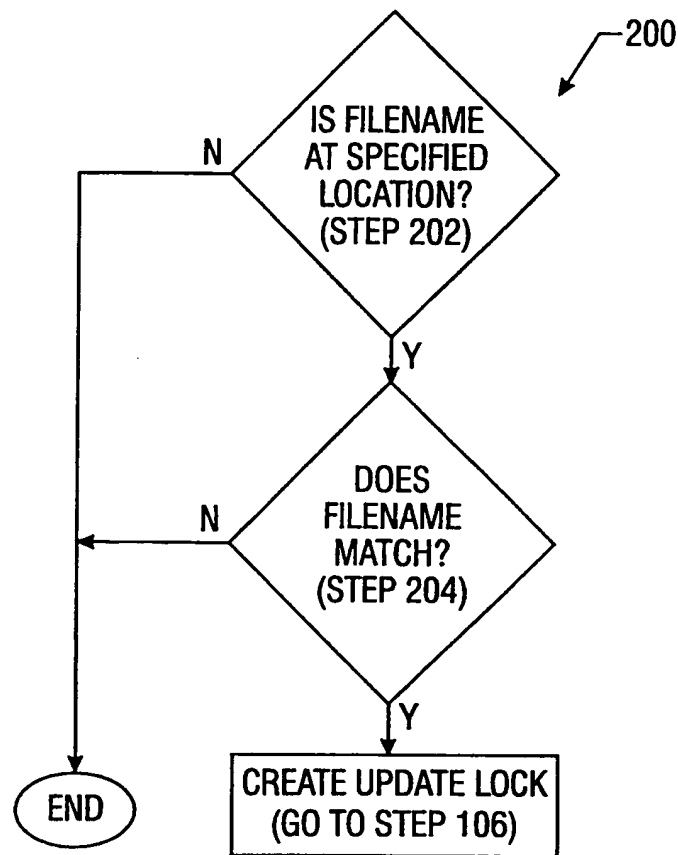 200
IS FILENAME
AT SPECIFIED
LOCATION?
(STEP 202)
N
Y
DOES
FILENAME
MATCH?
(STEP 204)
N
Y
END
CREATE UPDATE LOCK
(GO TO STEP 106)